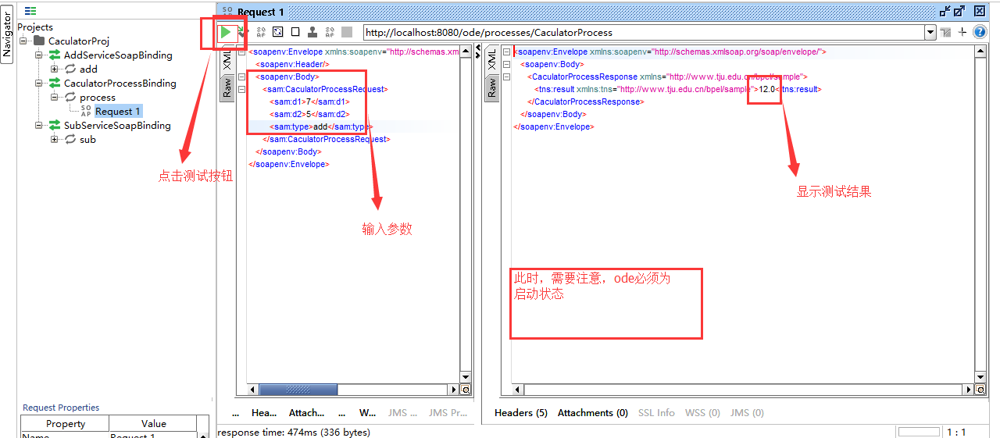 Navigator
Projects
CaculatorProj
AddServiceSoapBinding
add
CaculatorProcessBinding
process
SO AP Request 1
SubServiceSoapBinding
sub
点击测试按钮
Request Properties
Property Value
Name Request 1
SO AP Request 1
http://localhost:8080/ode/processes/CaculatorProcess
XML
Raw
<soapenv:Envelope xmlns:soapenv="http://schemas.xm
<soapenv:Header/>
<soapenv:Body>
<sam:CaculatorProcessRequest>
<sam:d1>7</sam:d1>
<sam:d2>5</sam:d2>
<sam:type>add</sam:type>
</sam:CaculatorProcessRequest>
</soapenv:Body>
</soapenv:Envelope>
输入参数
... Hea... Attach... ... W... JMS ... JMS Pr...
XML
Raw
<soapenv:Envelope xmlns:soapenv="http://schemas.xmlsoap.org/soap/envelope/">
<soapenv:Body>
<CaculatorProcessResponse xmlns="http://www.tju.edu.cn/bpel/sample">
<tns:result xmlns:tns="http://www.tju.edu.cn/bpel/sample">12.0<tns:result>
</CaculatorProcessResponse>
</soapenv:Body>
</soapenv:Envelope>
显示测试结果
此时，需要注意，ode必须为
启动状态
Headers (5) Attachments (0) SSL Info WSS (0) JMS (0)
response time: 474ms (336 bytes)
1 : 1